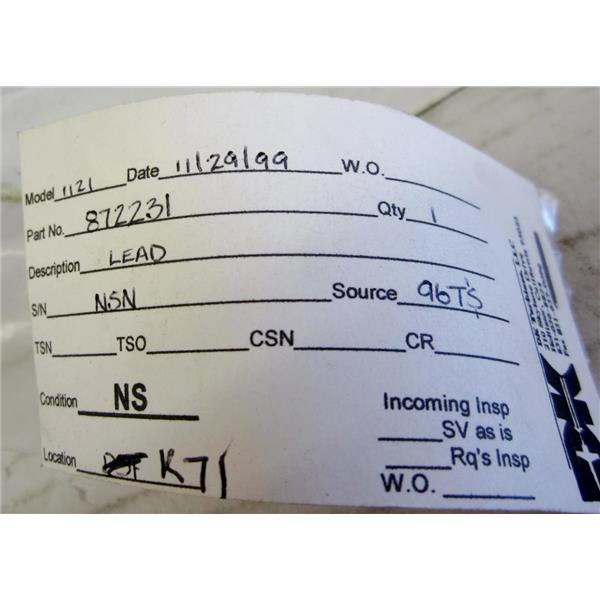 Model 1121 Date 11/29/99 W.O.
Part No. 872231 Qty 1
Description LEAD
S/N NSN Source 96T'S
TSN TSO CSN CR
Condition NS
Location K71
Incoming Insp
SV as is
Rq's Insp
W.O.